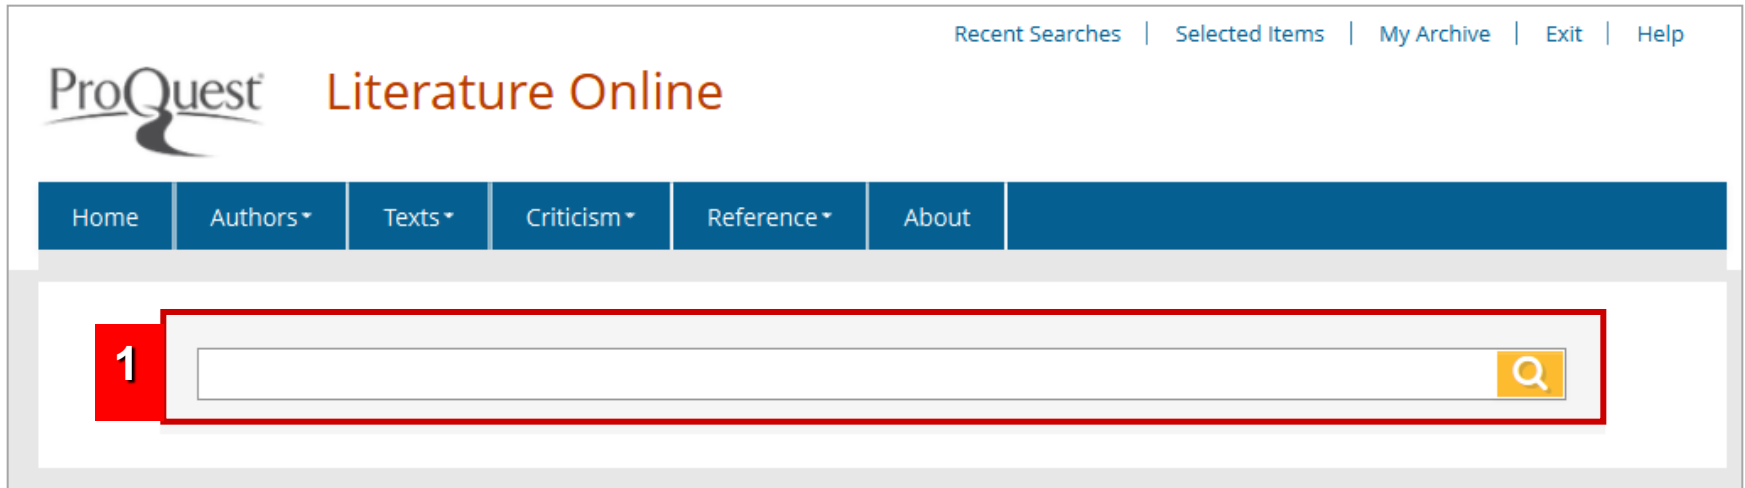 Recent Searches | Selected Items | My Archive | Exit | Help
ProQuest Literature Online
Home Authors Texts Criticism Reference About
1